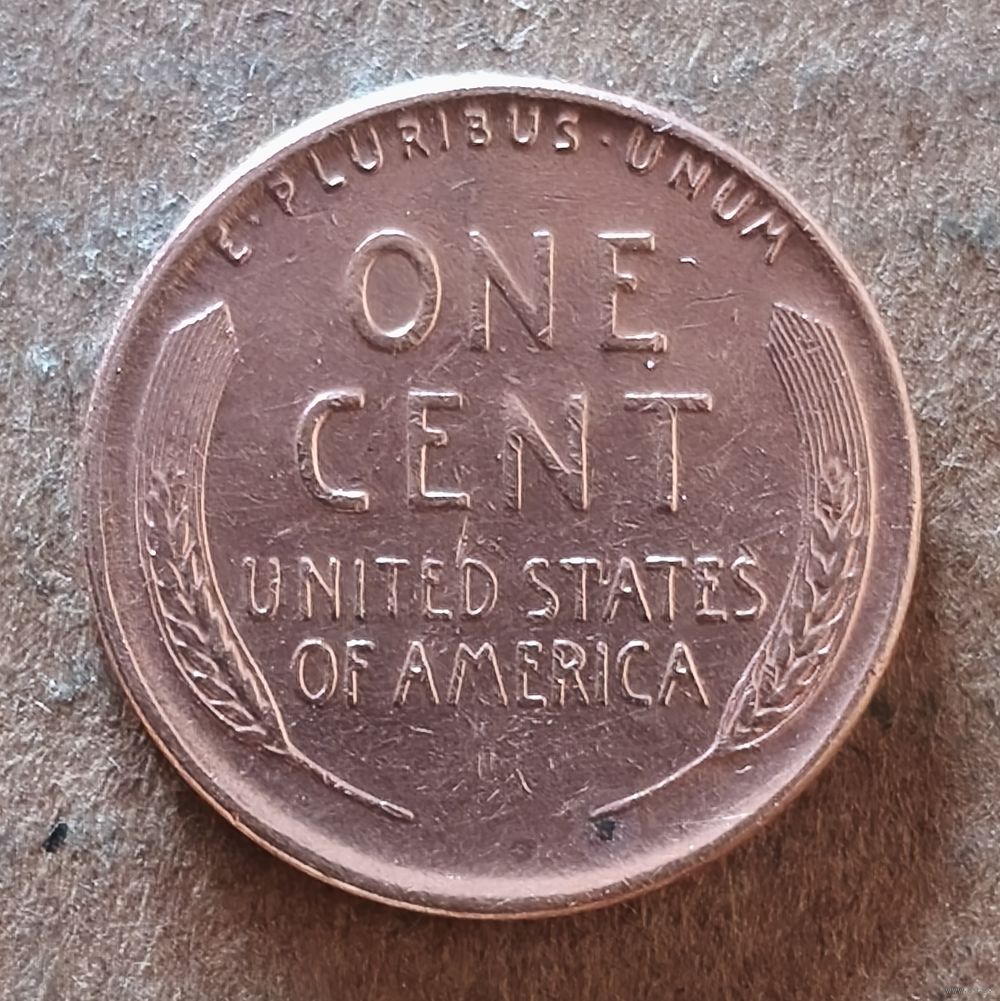 E·PLURIBUS·UNUM
ONE
CENT
UNITED STATES
OF AMERICA